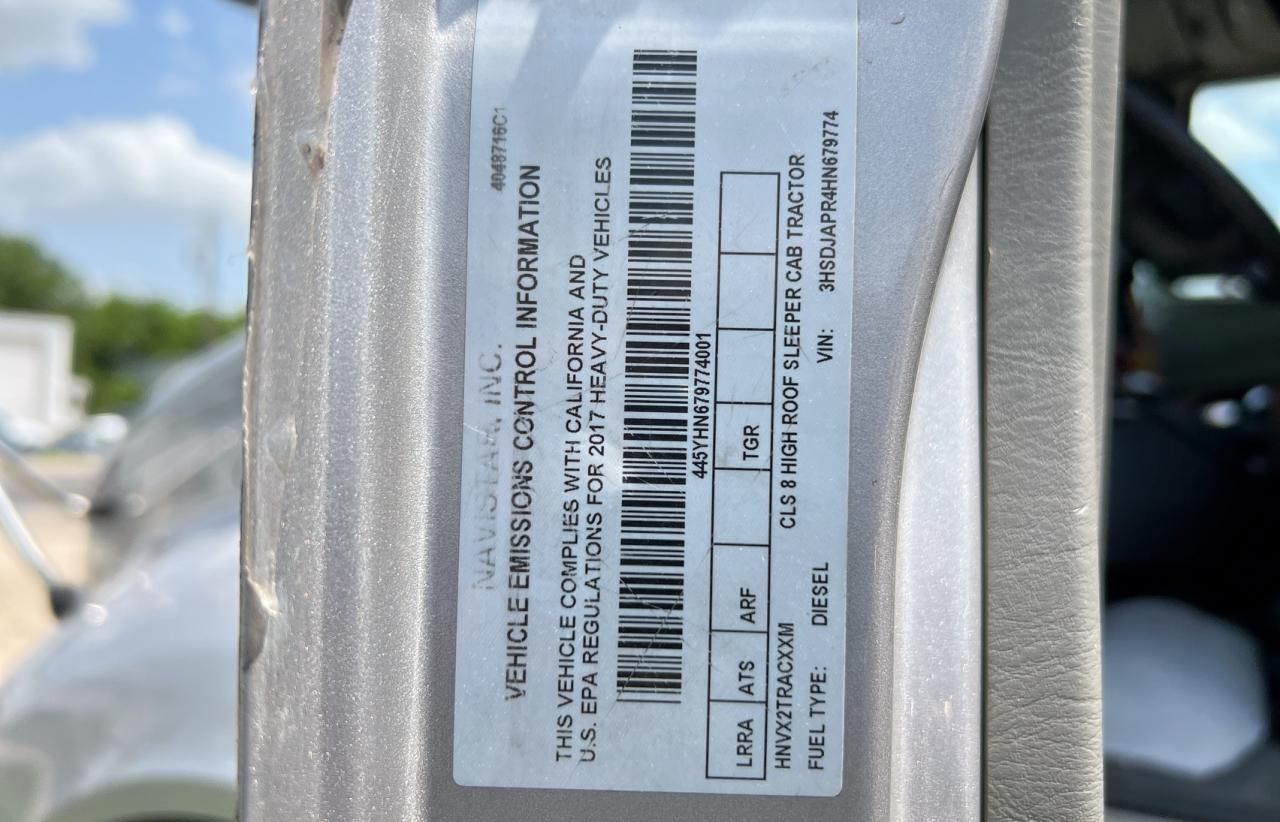 4048716C1
NAVISTAR, INC.
VEHICLE EMISSIONS CONTROL INFORMATION
THIS VEHICLE COMPLIES WITH CALIFORNIA AND
U.S. EPA REGULATIONS FOR 2017 HEAVY-DUTY VEHICLES
445YHN679774001
LRRA ATS ARF TGR
HNVX2TRACXXM CLS 8 HIGH ROOF SLEEPER CAB TRACTOR
FUEL TYPE: DIESEL VIN: 3HSDJAPR4HN679774